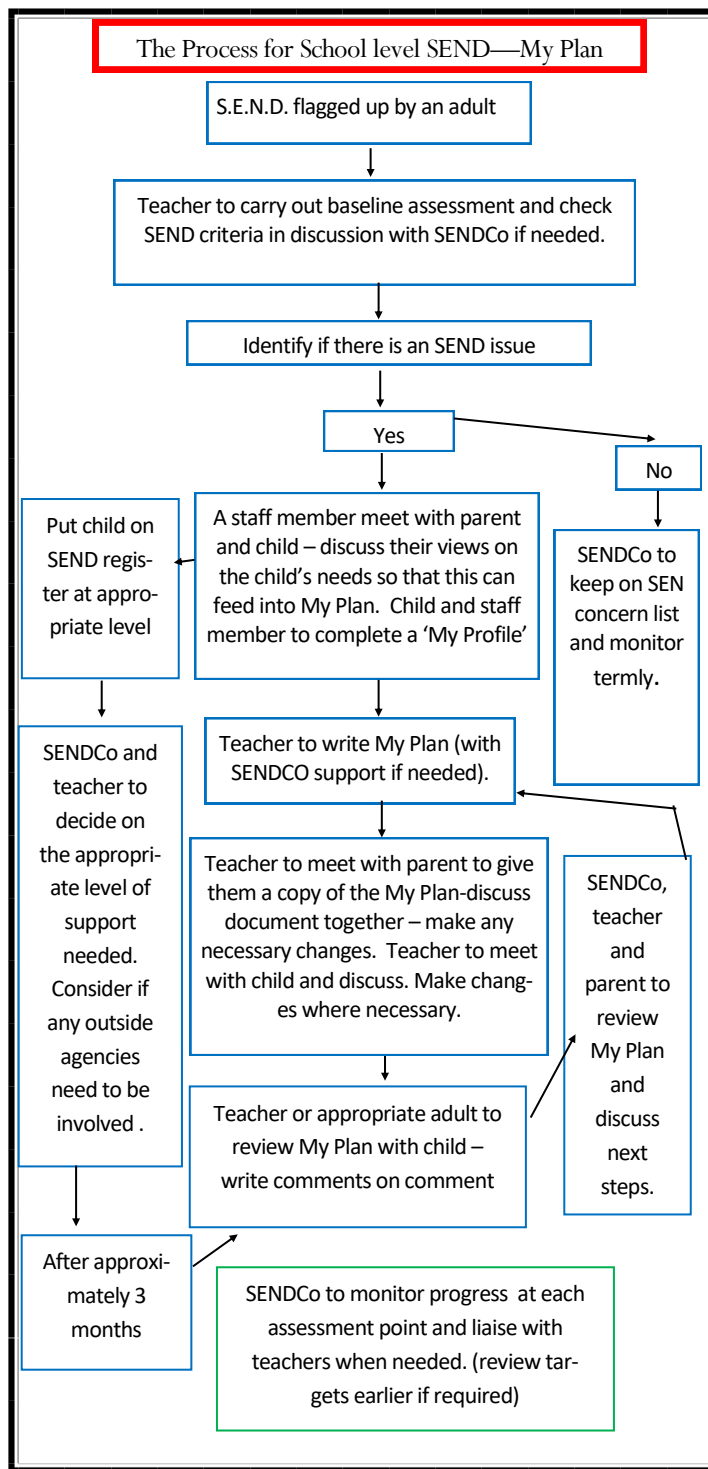 The Process for School level SEND—My Plan
S.E.N.D. flagged up by an adult
Teacher to carry out baseline assessment and check
SEND criteria in discussion with SENDCo if needed.
Identify if there is an SEND issue
Yes
No
Put child on
SEND regis-
ter at appro-
priate level
A staff member meet with parent
and child – discuss their views on
the child’s needs so that this can
feed into My Plan.  Child and staff
member to complete a ‘My Profile’
SENDCo to
keep on SEN
concern list
and monitor
termly.
SENDCo and
teacher to
decide on
the appropri-
ate level of
support
needed.
Consider if
any outside
agencies
need to be
involved .
Teacher to write My Plan (with
SENDCO support if needed).
Teacher to meet with parent to give
them a copy of the My Plan-discuss
document together – make any
necessary changes.  Teacher to meet
with child and discuss. Make chang-
es where necessary.
SENDCo,
teacher
and
parent to
review
My Plan
and
discuss
next
steps.
Teacher or appropriate adult to
review My Plan with child –
write comments on comment
After approxi-
mately 3
months
SENDCo to monitor progress  at each
assessment point and liaise with
teachers when needed. (review tar-
gets earlier if required)